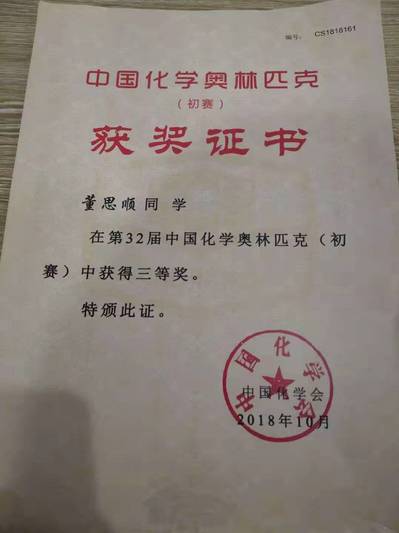 编号: CS1818161
中国化学奥林匹克
(初赛)
获奖证书
董思顺同学
在第32届中国化学奥林匹克(初
赛)中获得三等奖。
特颁此证。
中国化学会
中国化学会
2018年10月